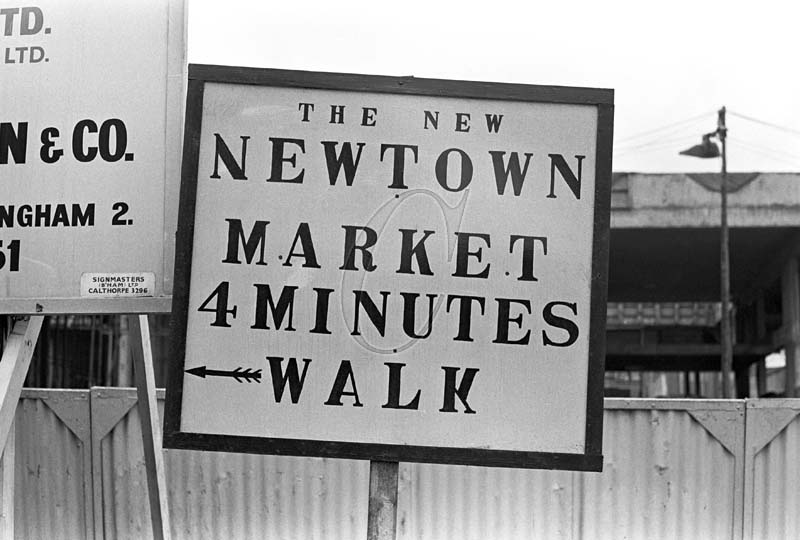 TD.
LTD.
N & CO.
NGHAM 2.
51
SIGNMASTERS
(B'HAM) LTD
CALTHORPE 3296
THE NEW
NEWTOWN
MARKET
4 MINUTES
WALK